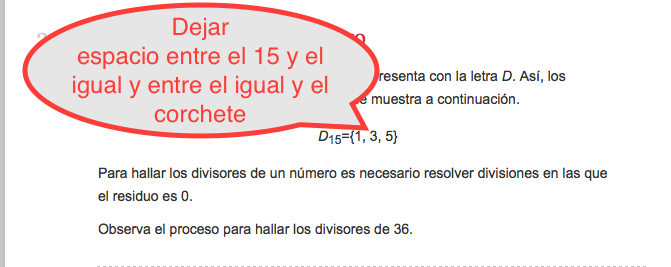 Dejar
espacio entre el 15 y el
igual y entre el igual y el
corchete
resenta con la letra D. Así, los
muestra a continuación.
D15={1, 3, 5}
Para hallar los divisores de un número es necesario resolver divisiones en las que
el residuo es 0.
Observa el proceso para hallar los divisores de 36.